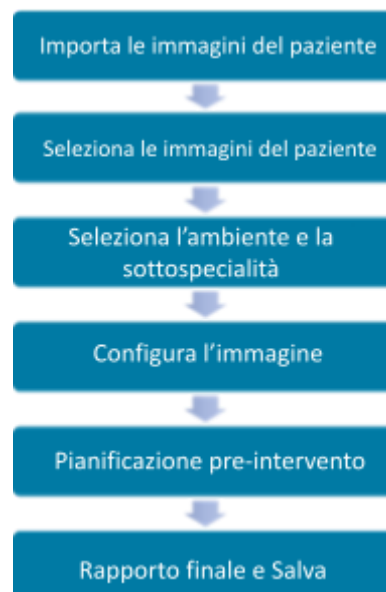 Importa le immagini del paziente
Seleziona le immagini del paziente
Seleziona l'ambiente e la
sottospecialità
Configura l'immagine
Pianificazione pre-intervento
Rapporto finale e Salva